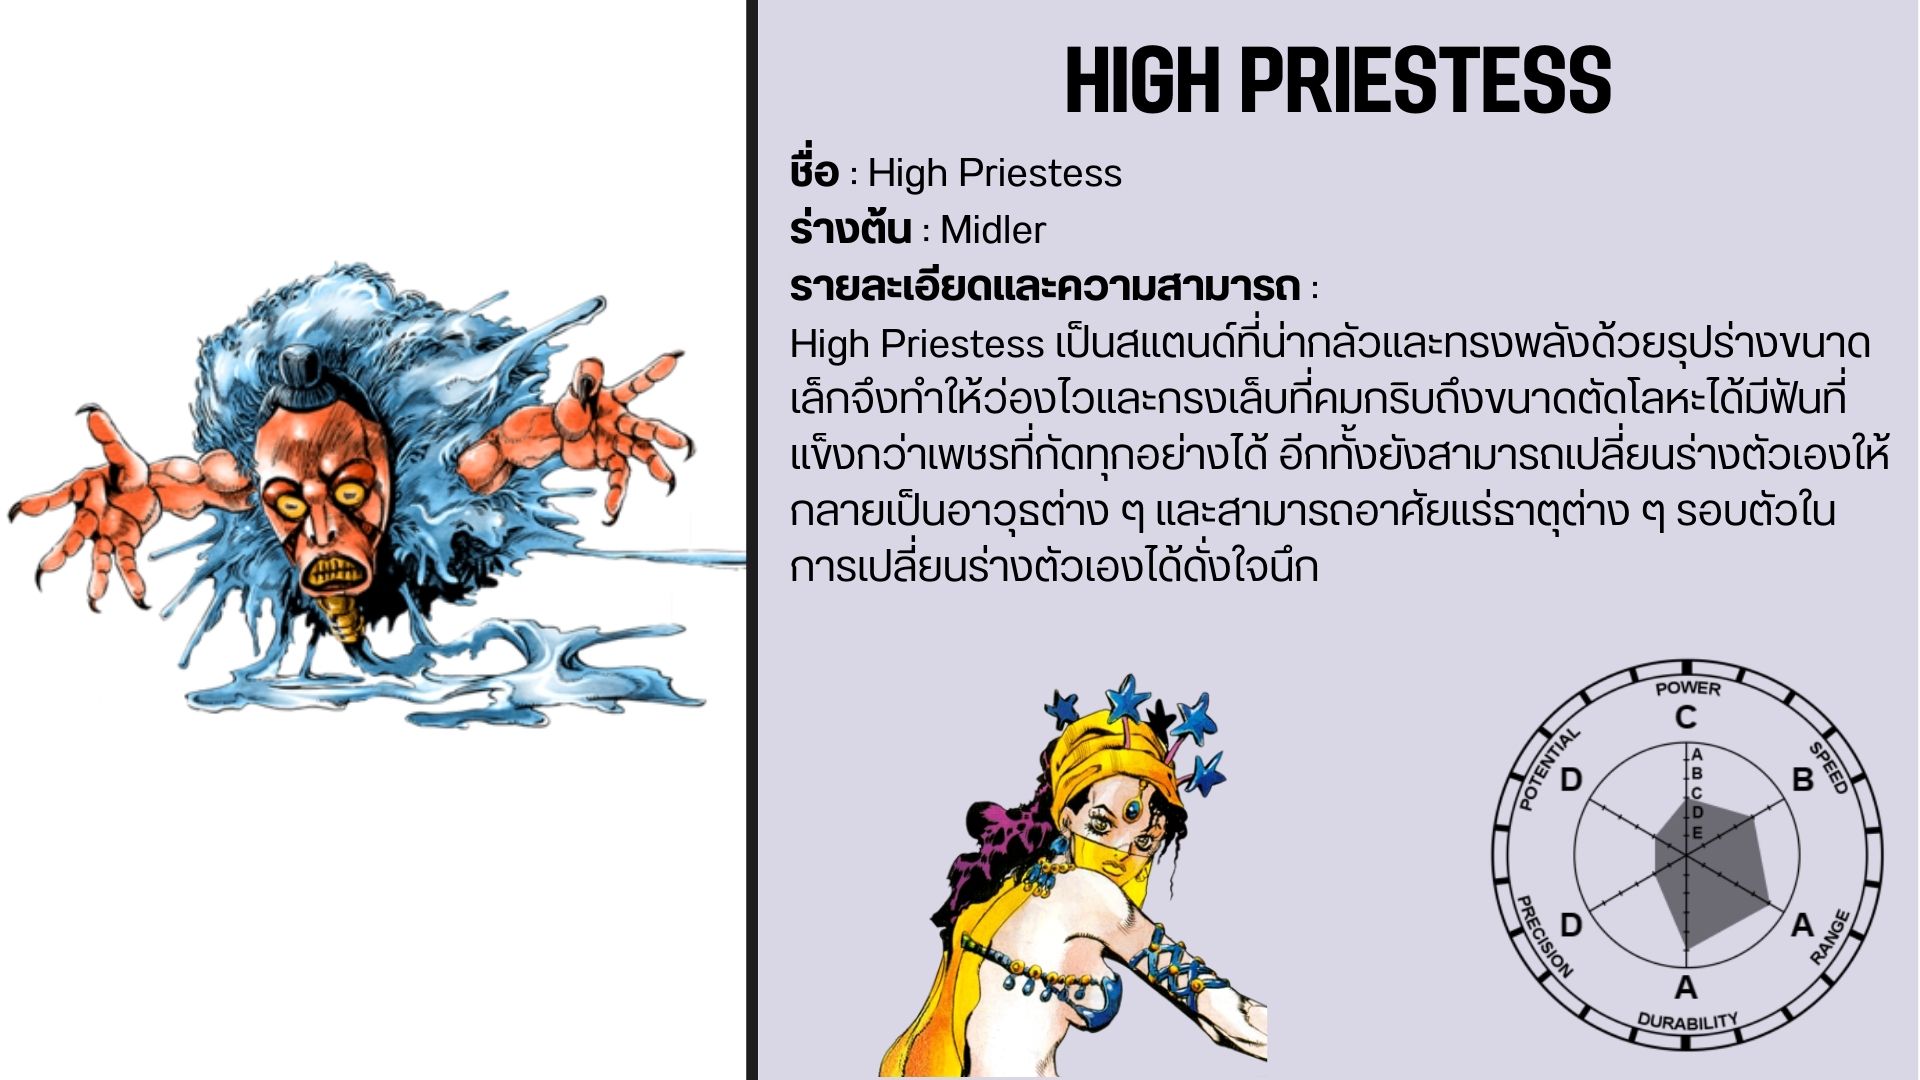 HIGH PRIESTESS
ชื่อ : High Priestess
ร่างต้น : Midler
รายละเอียดและความสามารถ :
High Priestess เป็นสแตนด์ที่น่ากลัวและทรงพลังด้วยรุปร่างขนาด
เล็กจึงทำให้ว่องไวและกรงเล็บที่คมกริบถึงขนาดตัดโลหะได้มีฟันที่
แข็งกว่าเพชรที่กัดทุกอย่างได้ อีกทั้งยังสามารถเปลี่ยนร่างตัวเองให้
กลายเป็นอาวุธต่าง ๆ และสามารถอาศัยแร่ธาตุต่าง ๆ รอบตัวใน
การเปลี่ยนร่างตัวเองได้ดั่งใจนึก
POWER
C
SPEED
B
RANGE
A
DURABILITY
A
PRECISION
D
POTENTIAL
D
A
B
C
D
E